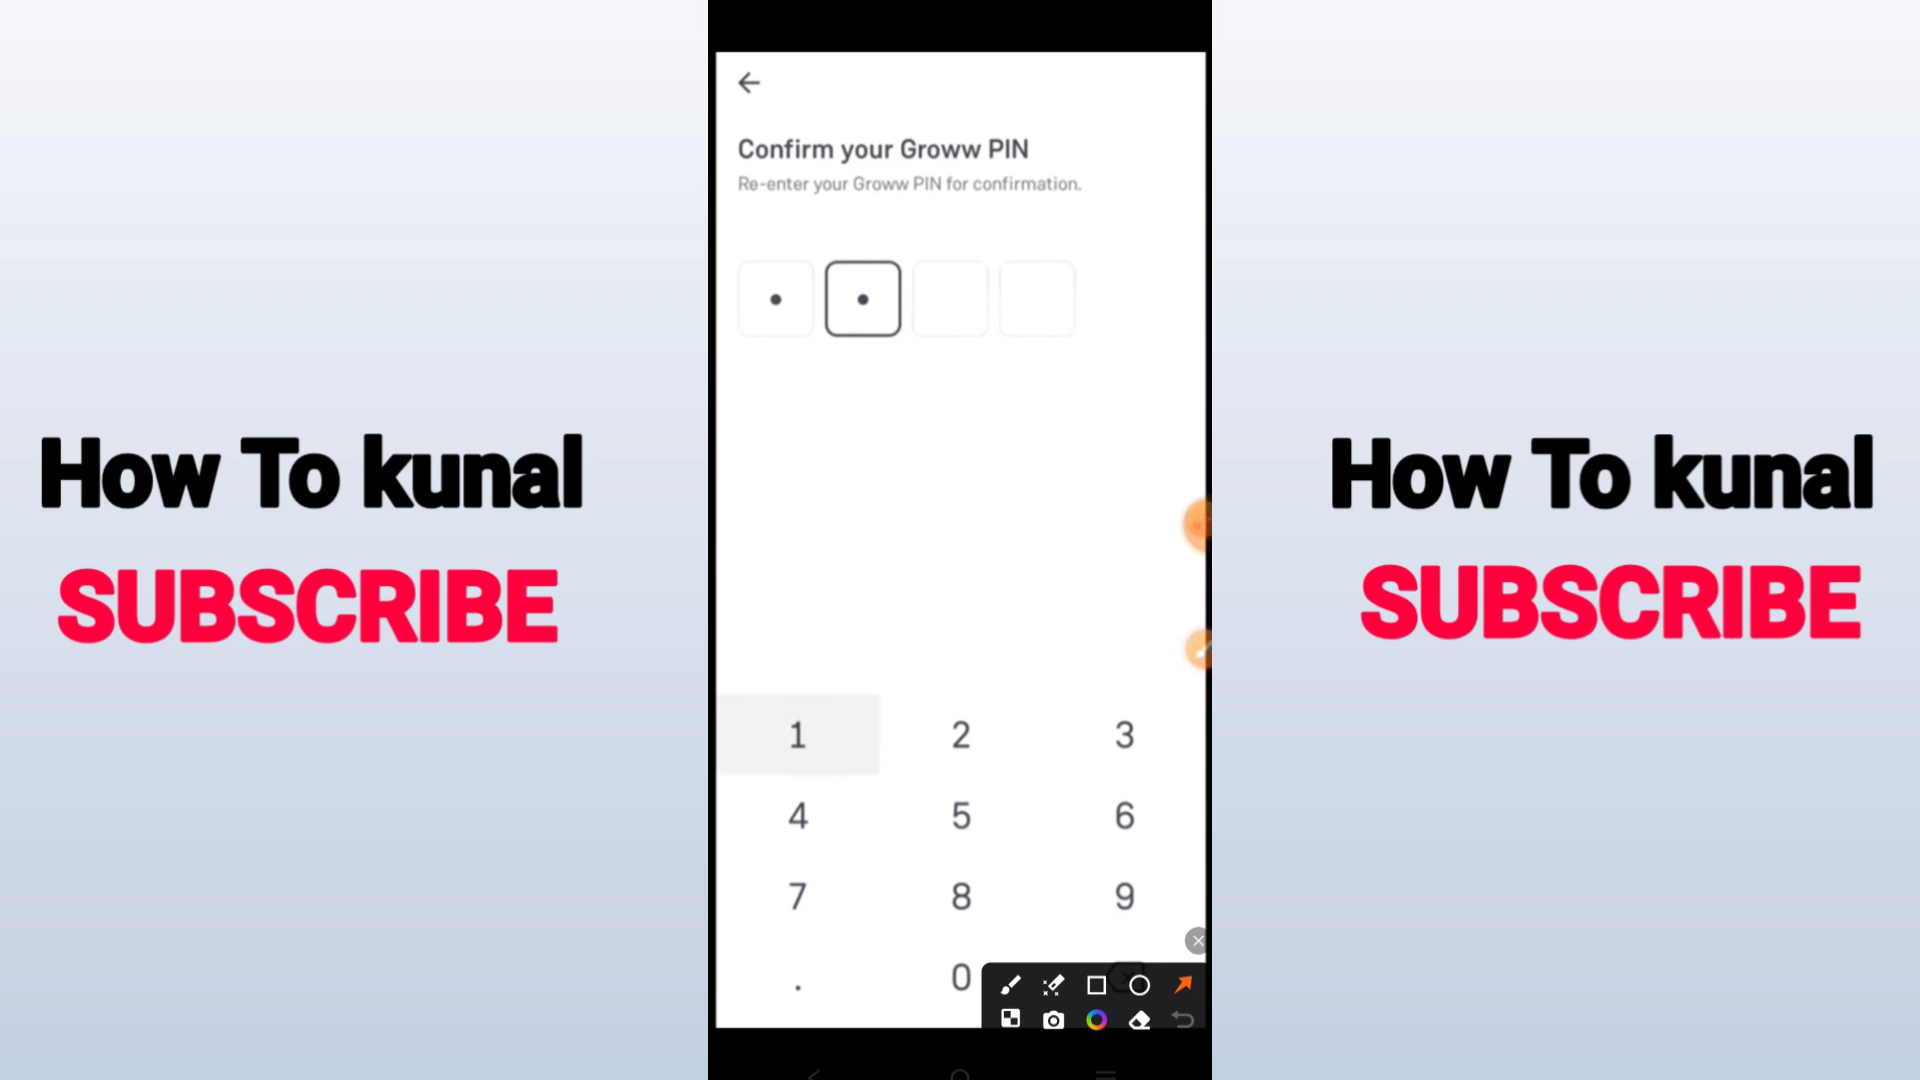 Confirm your Groww PIN
Re-enter your Groww PIN for confirmation.
How To kunal
SUBSCRIBE
How To kunal
SUBSCRIBE
1 2 3
4 5 6
7 8 9
. 0